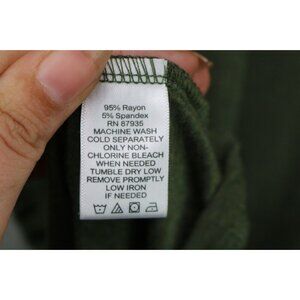 95% Rayon
5% Spandex
RN 87935
MACHINE WASH
COLD SEPARATELY
ONLY NON-
CHLORINE BLEACH
WHEN NEEDED
TUMBLE DRY LOW
REMOVE PROMPTLY
LOW IRON
IF NEEDED